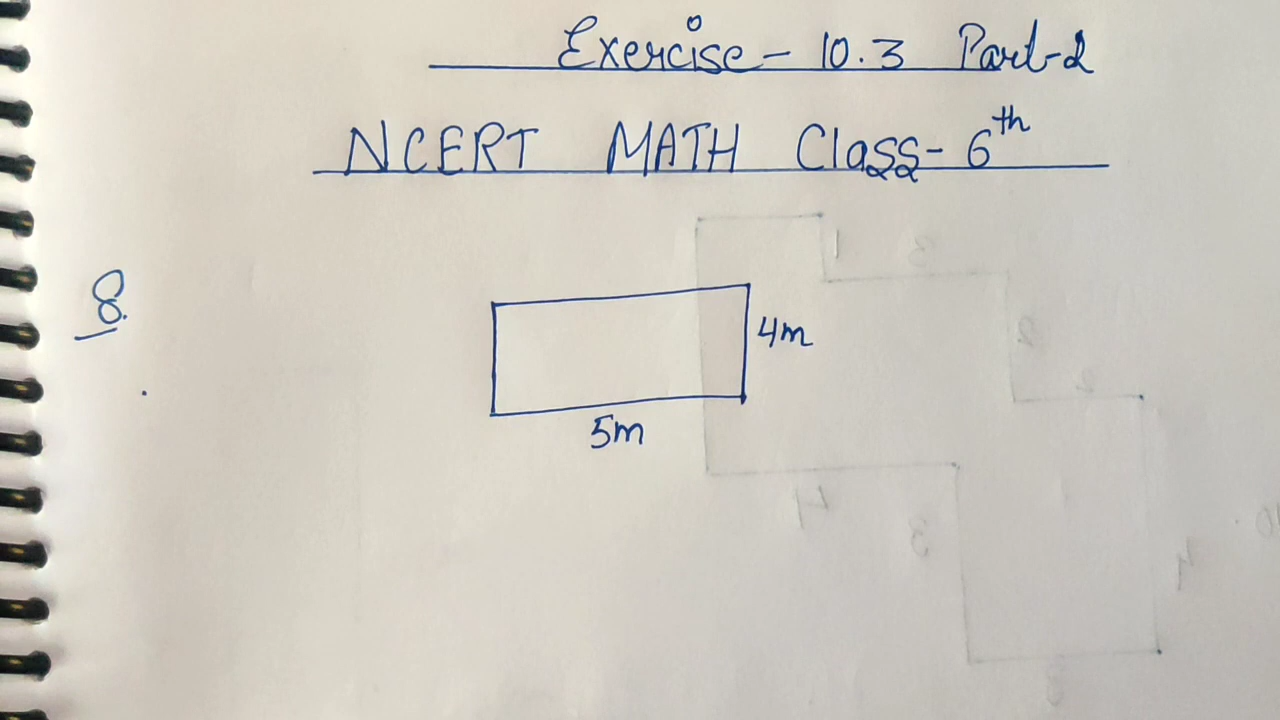 Exercise - 10.3 Part-2
NCERT MATH Class- 6th
8.
4m
5m